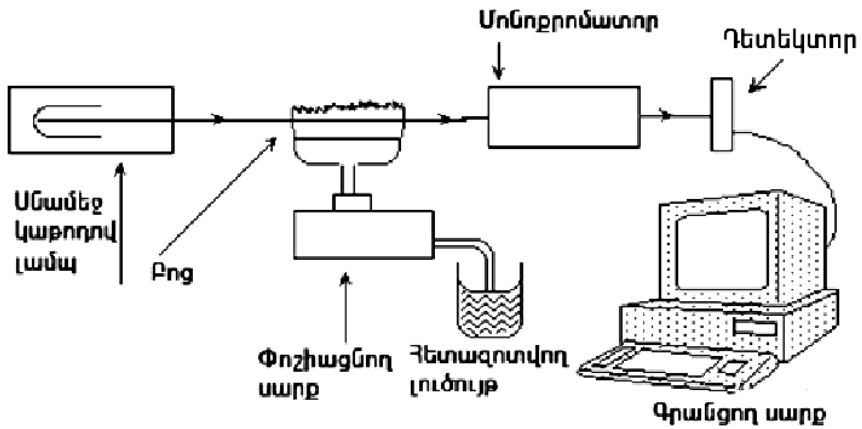 Մոնոքրոմատոր
Դետեկտոր
Սնամեջ
կաթոդով
լամպ
Բոց
Փոշիացնող
սարք
Հետազոտվող
լուծույթ
Գրանցող սարք